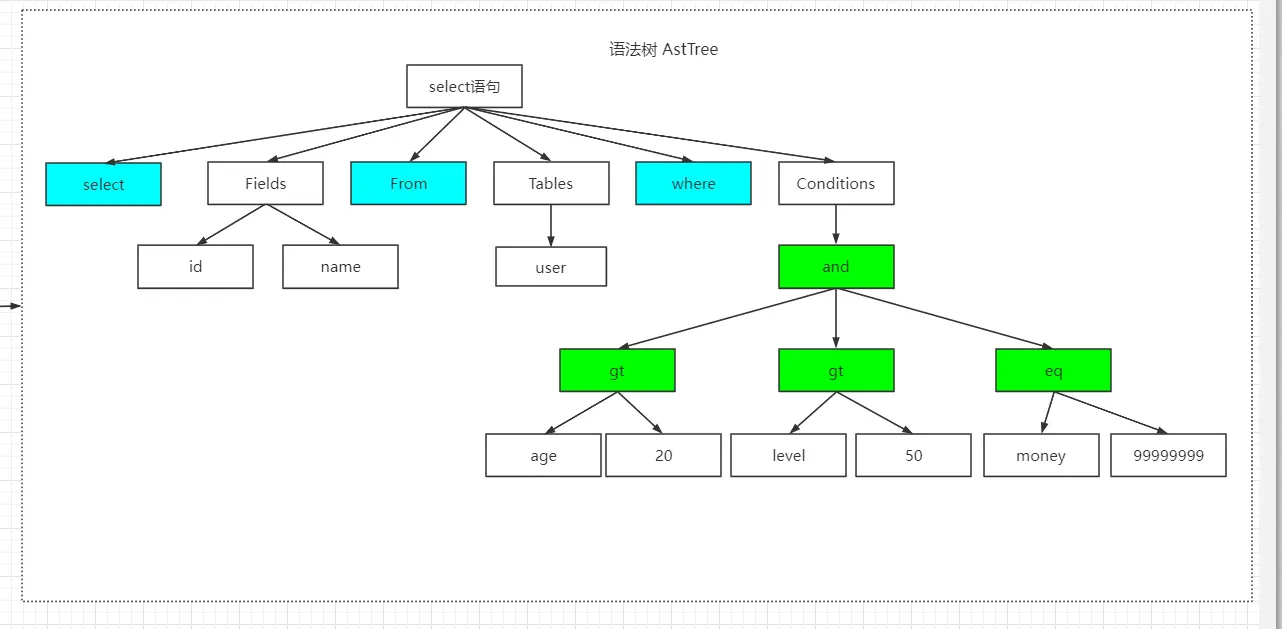 语法树 AstTree
select语句
select
Fields
From
Tables
where
Conditions
id
name
user
and
gt
gt
eq
age
20
level
50
money
99999999